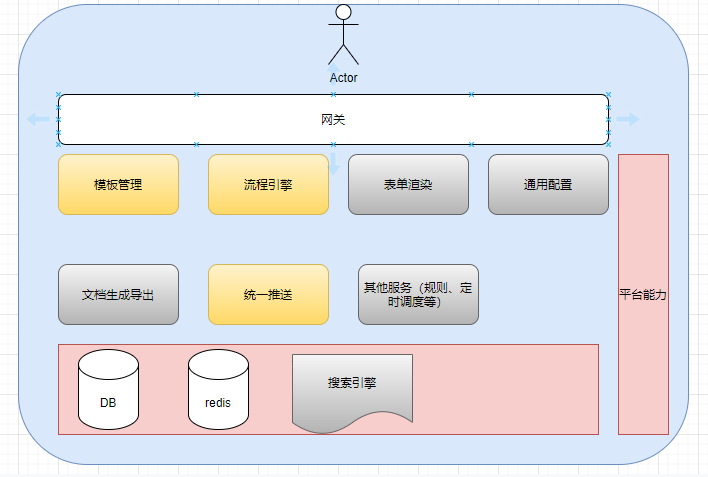 Actor
网关
模板管理
流程引擎
表单渲染
通用配置
文档生成导出
统一推送
其他服务（规则、定
时调度等）
平台能力
DB
redis
搜索引擎